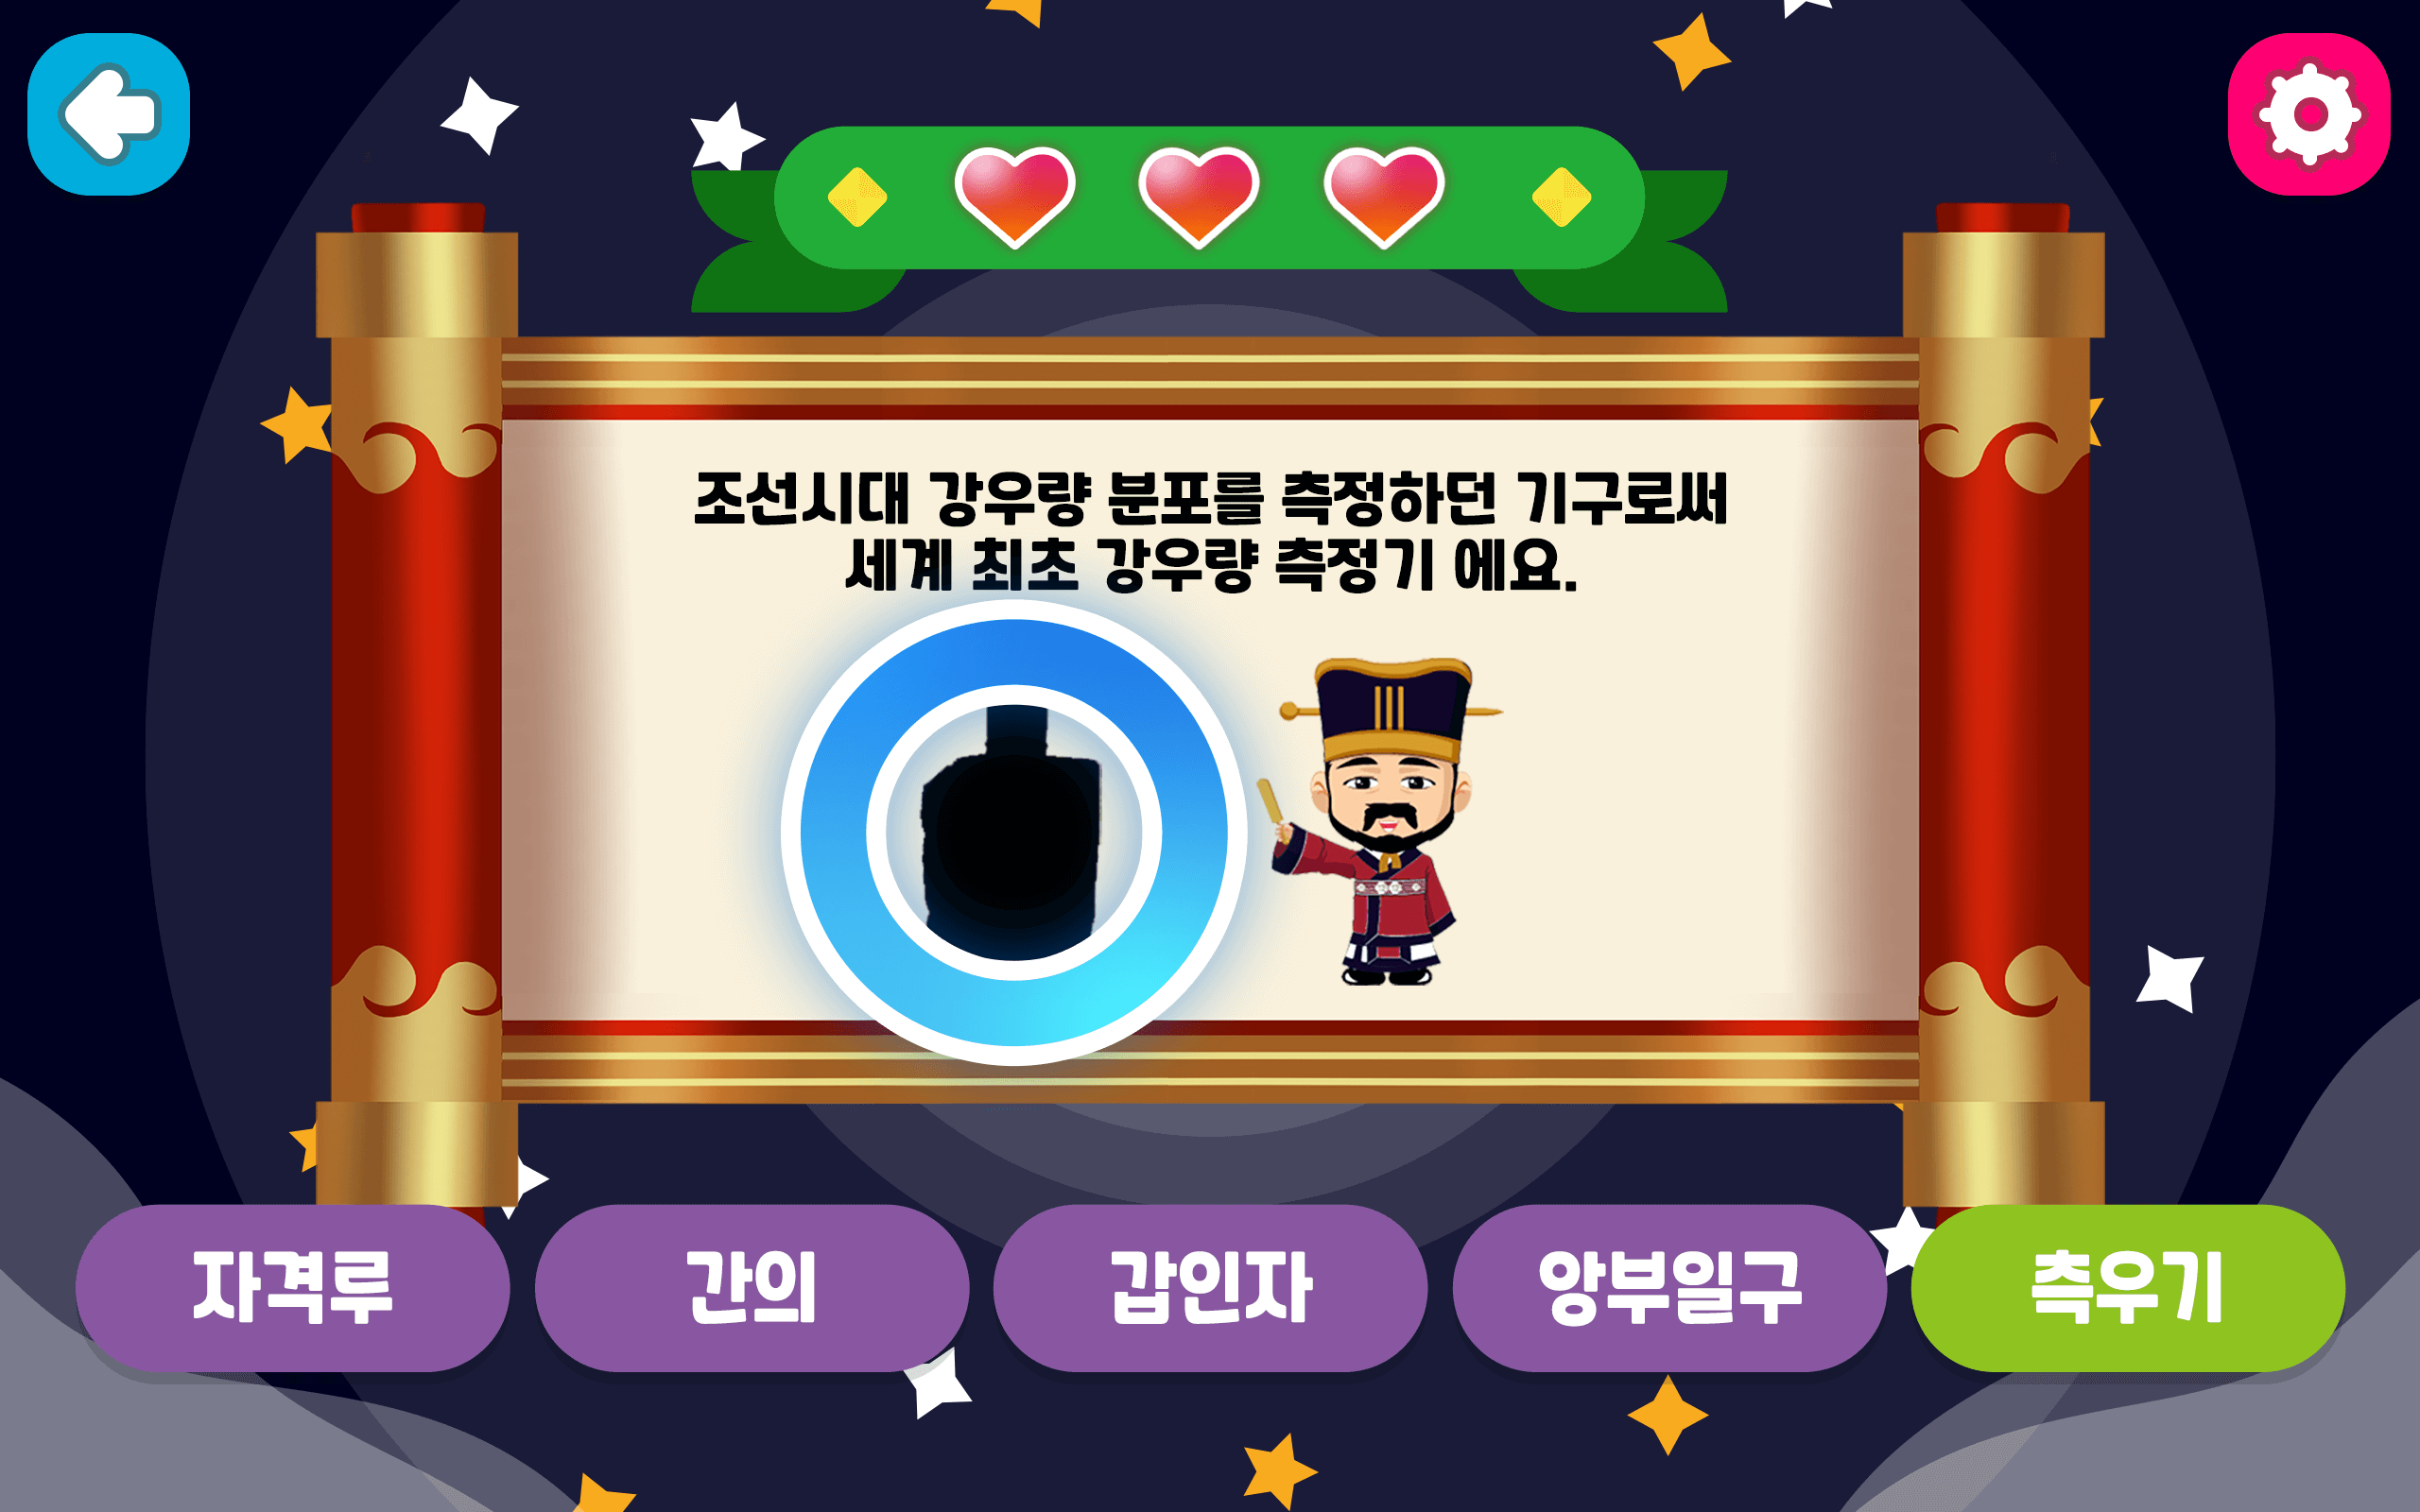 조선시대 강우량 분포를 측정하던 기구로써
세계 최초 강우량 측정기 에요.
자격루
간의
갑인자
앙부일구
측우기